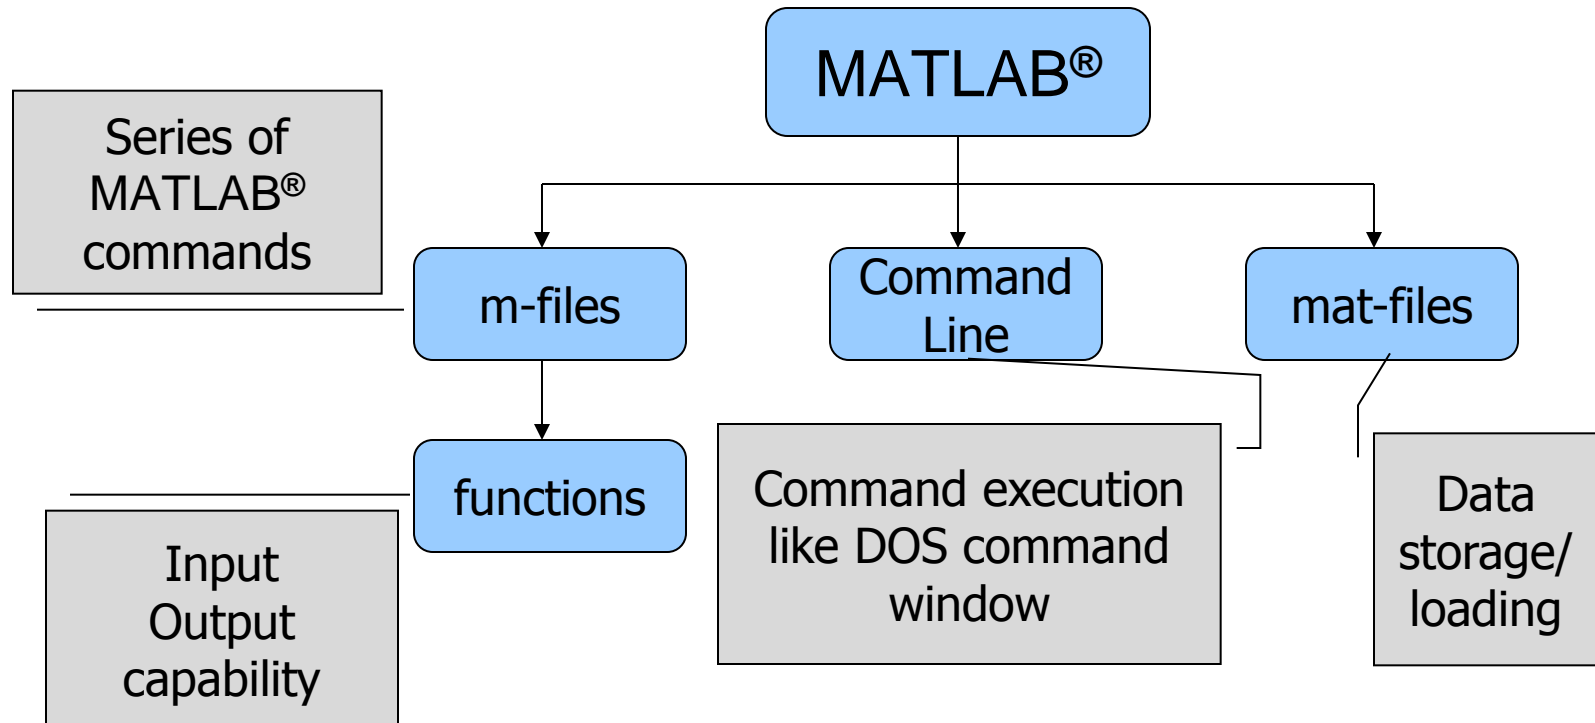 MATLAB®
Series of
MATLAB®
commands
m-files
Command
Line
mat-files
functions
Input
Output
capability
Command execution
like DOS command
window
Data
storage/
loading